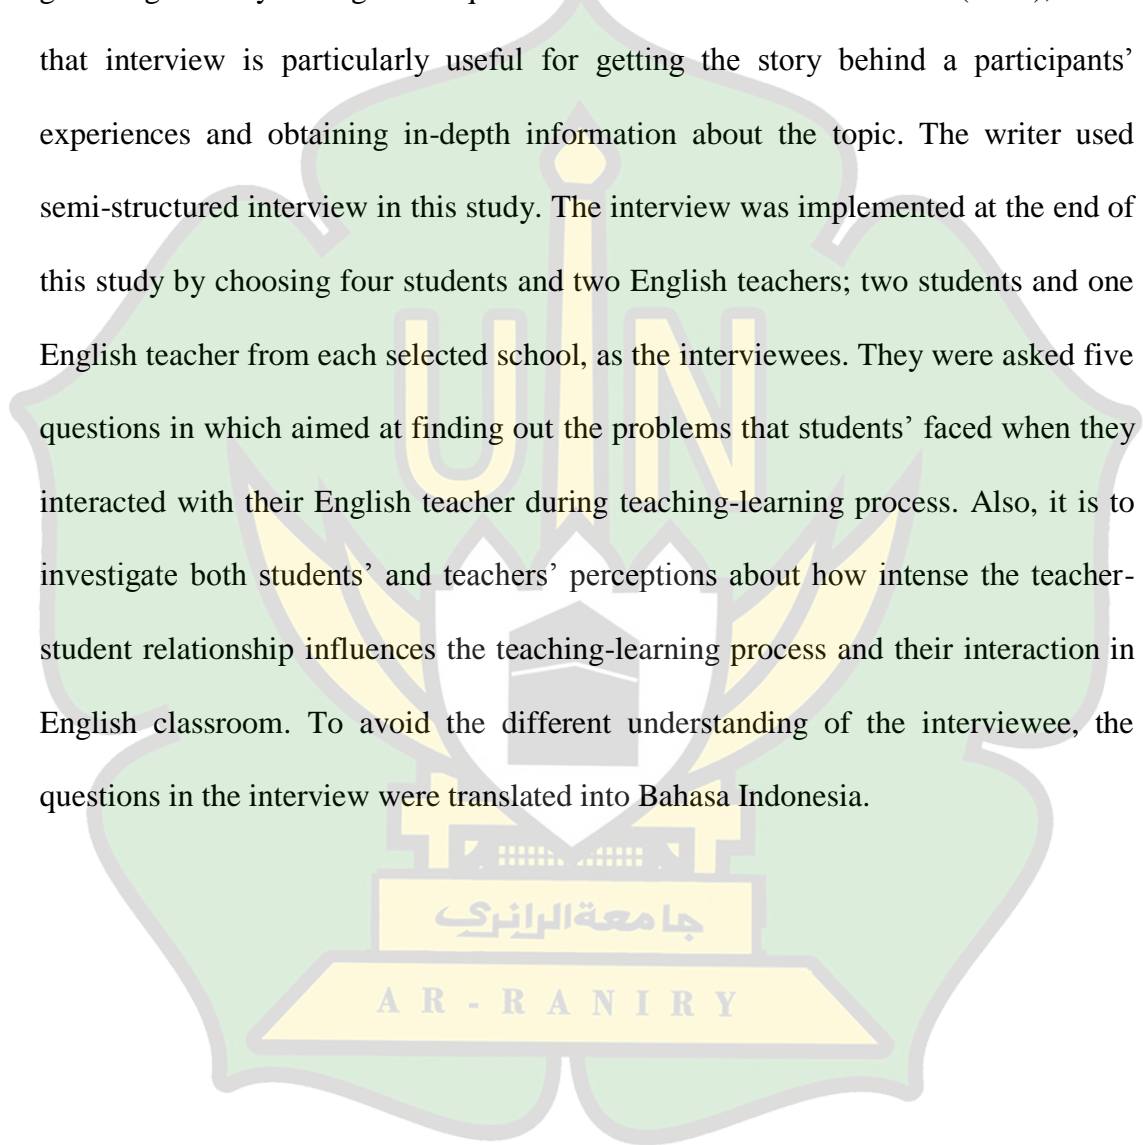 that interview is particularly useful for getting the story behind a participants’
experiences and obtaining in-depth information about the topic. The writer used
semi-structured interview in this study. The interview was implemented at the end of
this study by choosing four students and two English teachers; two students and one
English teacher from each selected school, as the interviewees. They were asked five
questions in which aimed at finding out the problems that students’ faced when they
interacted with their English teacher during teaching-learning process. Also, it is to
investigate both students’ and teachers’ perceptions about how intense the teacher-
student relationship influences the teaching-learning process and their interaction in
English classroom. To avoid the different understanding of the interviewee, the
questions in the interview were translated into Bahasa Indonesia.
UIN
جامعة الرانري
AR-RANIRY